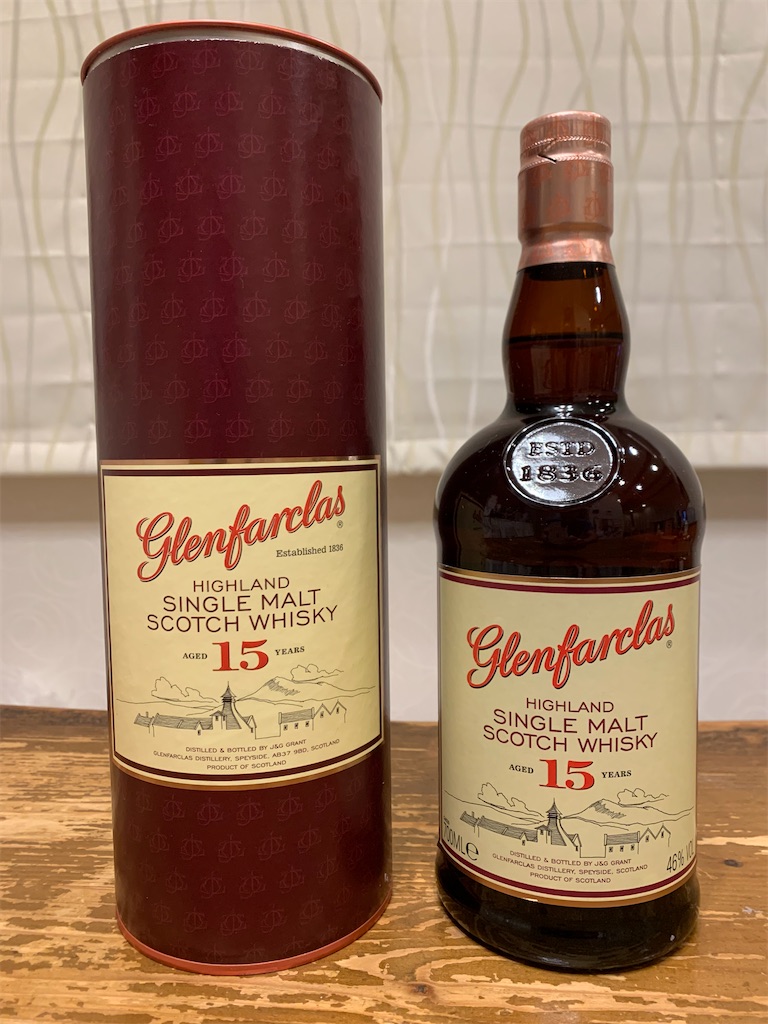 Glenfarclas®
Established 1836
HIGHLAND
SINGLE MALT
SCOTCH WHISKY
AGED 15 YEARS
DISTILLED & BOTTLED BY J&G GRANT
GLENFARCLAS DISTILLERY, SPEYSIDE, AB37 9BD, SCOTLAND
PRODUCT OF SCOTLAND
ESTD
1836
Glenfarclas®
HIGHLAND
SINGLE MALT
SCOTCH WHISKY
AGED 15 YEARS
700ML e
DISTILLED & BOTTLED BY J&G GRANT
GLENFARCLAS DISTILLERY, SPEYSIDE, SCOTLAND
PRODUCT OF SCOTLAND
46% VOL